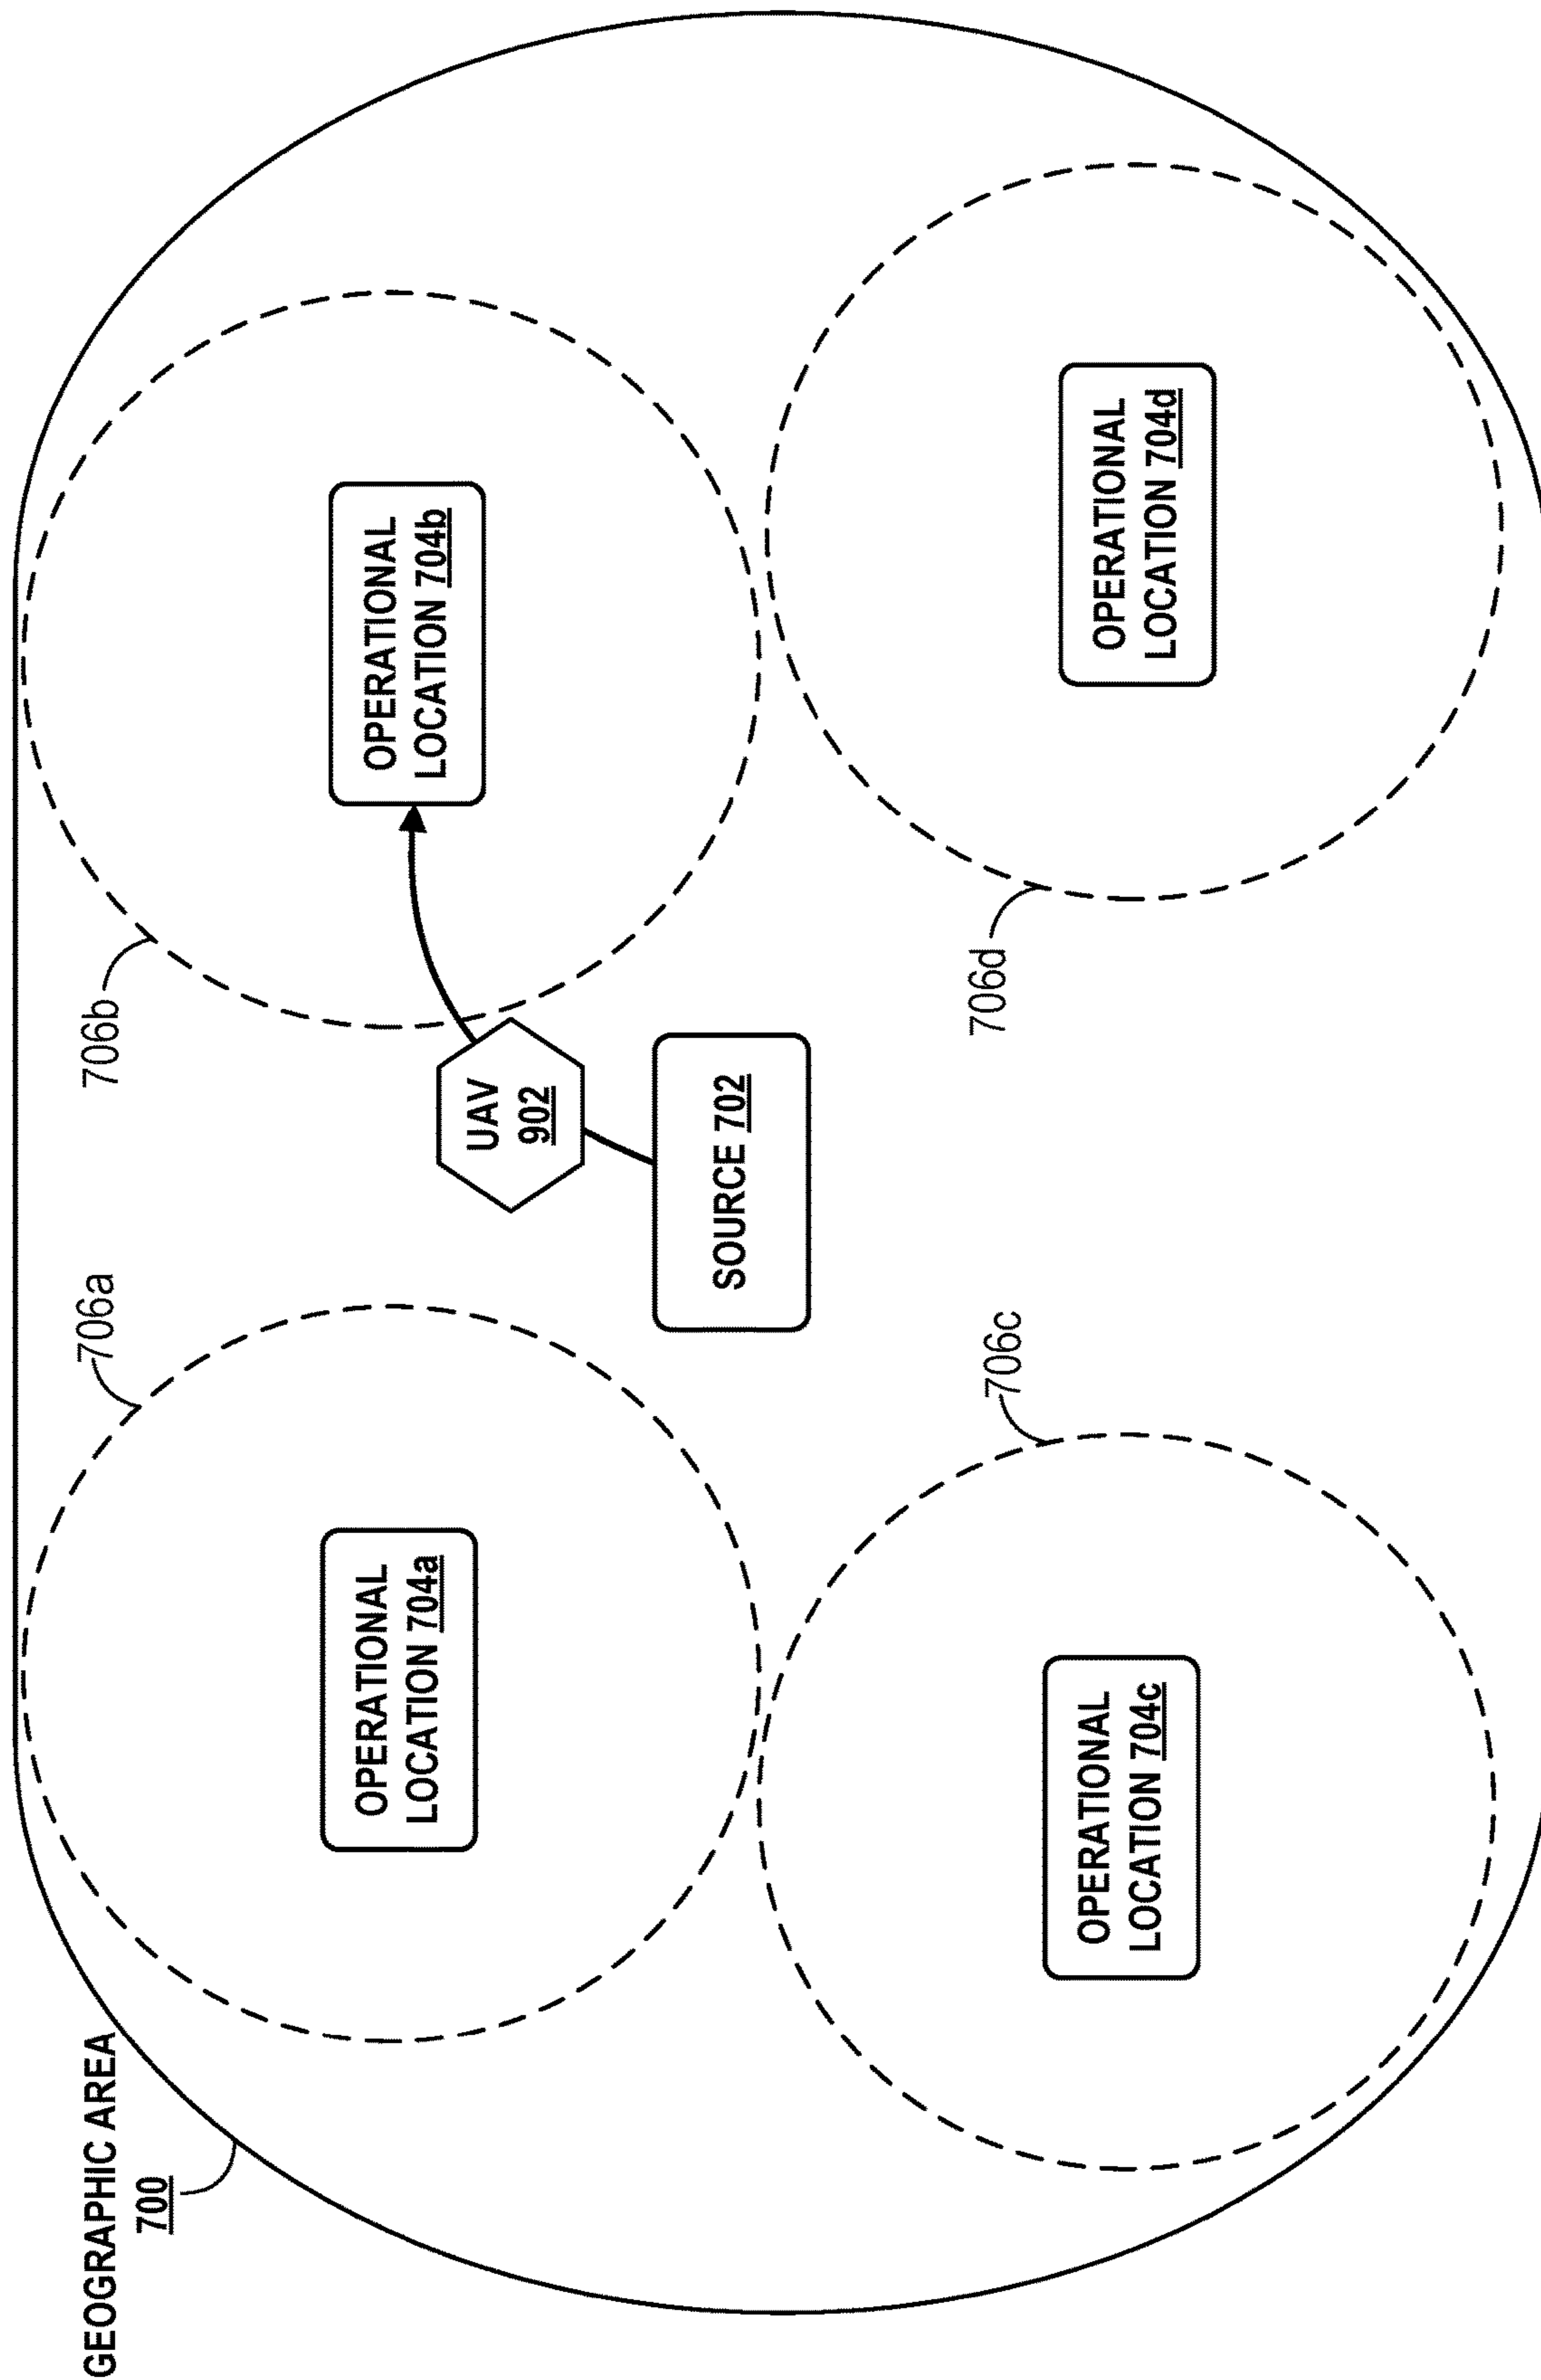 GEOGRAPHIC AREA
700
706a
706b
OPERATIONAL
LOCATION 704a
OPERATIONAL
LOCATION 704b
UAV
902
SOURCE 702
706c
706d
OPERATIONAL
LOCATION 704c
OPERATIONAL
LOCATION 704d